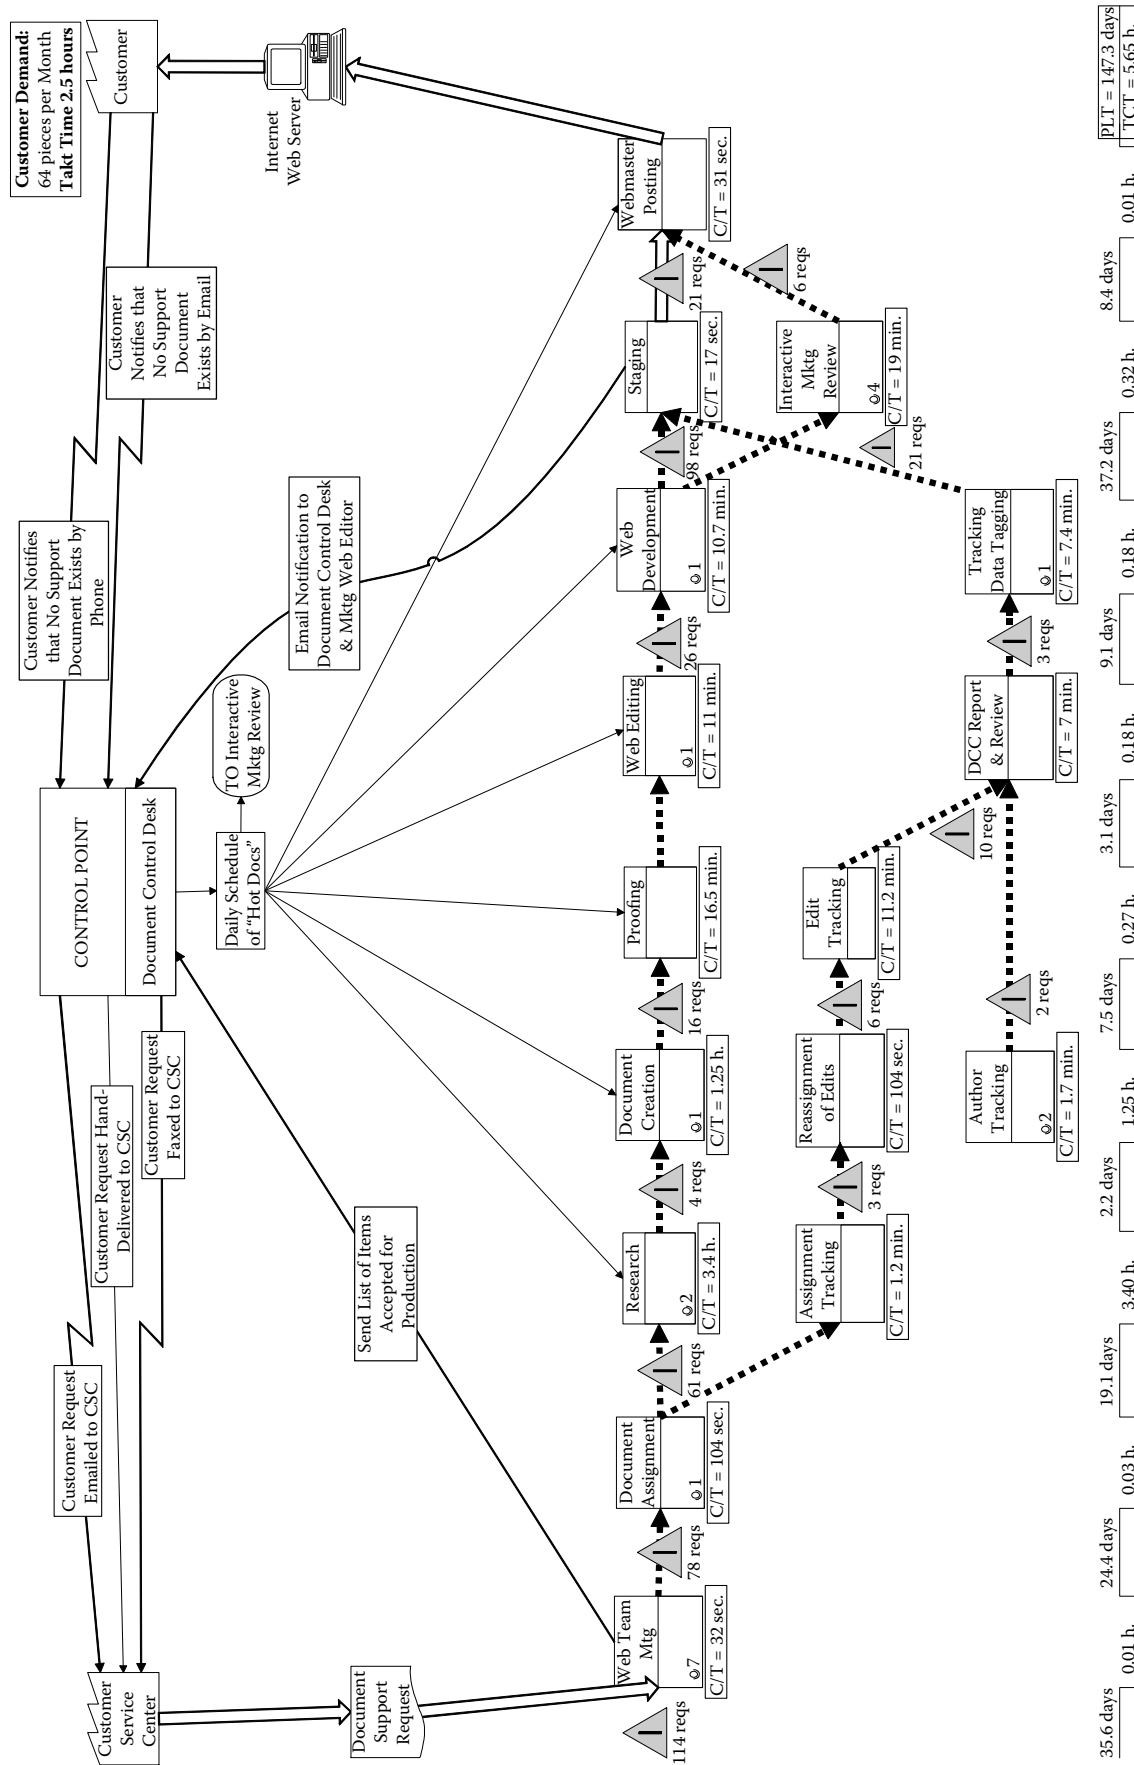 Customer Demand:
64 pieces per Month
Takt Time 2.5 hours
Customer
Internet
Web Server
Customer
Notifies that
No Support
Document
Exists by Email
Customer Notifies
that No Support
Document Exists by
Phone
CONTROL POINT
Document Control Desk
Customer Request Hand-
Delivered to CSC
Customer Request
Faxed to CSC
Customer Request
Emailed to CSC
Customer
Service
Center
Document
Support
Request
Send List of Items
Accepted for
Production
Daily Schedule
of “Hot Docs”
TO Interactive
Mktg Review
Email Notification to
Document Control Desk
& Mktg Web Editor
I
114 reqs
Web Team
Mtg
7
C/T = 32 sec.
I
78 reqs
Document
Assignment
1
C/T = 104 sec.
I
61 reqs
Research
2
C/T = 3.4 h.
I
4 reqs
Document
Creation
1
C/T = 1.25 h.
I
16 reqs
Proofing
C/T = 16.5 min.
Web Editing
1
C/T = 11 min.
I
26 reqs
Web
Development
1
C/T = 10.7 min.
I
98 reqs
Staging
C/T = 17 sec.
I
21 reqs
Webmaster
Posting
C/T = 31 sec.
Assignment
Tracking
C/T = 1.2 min.
I
3 reqs
Reassignment
of Edits
C/T = 104 sec.
I
6 reqs
Edit
Tracking
C/T = 11.2 min.
I
10 reqs
Interactive
Mktg
Review
4
C/T = 19 min.
I
6 reqs
Author
Tracking
2
C/T = 1.7 min.
I
2 reqs
DCC Report
& Review
C/T = 7 min.
I
3 reqs
Tracking
Data Tagging
1
C/T = 7.4 min.
I
21 reqs
35.6 days
0.01 h.
24.4 days
0.03 h.
19.1 days
3.40 h.
2.2 days
1.25 h.
7.5 days
0.27 h.
3.1 days
0.18 h.
9.1 days
0.18 h.
37.2 days
0.32 h.
8.4 days
0.01 h.
PLT = 147.3 days
TCT = 5.65 h.